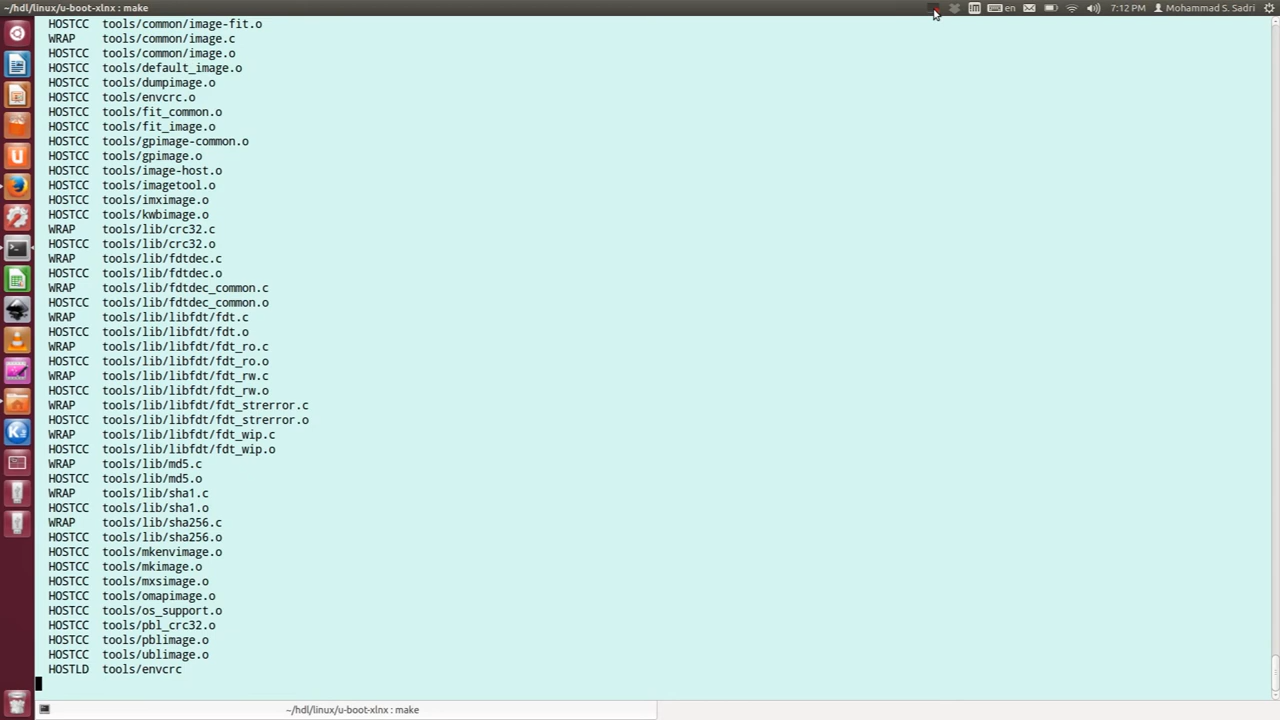 ~/hdl/linux/u-boot-xlnx : make
en
7:12 PM
Mohammad S. Sadri
HOSTCC tools/common/image-fit.o
WRAP tools/common/image.c
HOSTCC tools/common/image.o
HOSTCC tools/default_image.o
HOSTCC tools/dumpimage.o
HOSTCC tools/envcrc.o
HOSTCC tools/fit_common.o
HOSTCC tools/fit_image.o
HOSTCC tools/gpimage-common.o
HOSTCC tools/gpimage.o
HOSTCC tools/image-host.o
HOSTCC tools/imagetool.o
HOSTCC tools/imximage.o
HOSTCC tools/kwbimage.o
WRAP tools/lib/crc32.c
HOSTCC tools/lib/crc32.o
WRAP tools/lib/fdtdec.c
HOSTCC tools/lib/fdtdec.o
WRAP tools/lib/fdtdec_common.c
HOSTCC tools/lib/fdtdec_common.o
WRAP tools/lib/libfdt/fdt.c
HOSTCC tools/lib/libfdt/fdt.o
WRAP tools/lib/libfdt/fdt_ro.c
HOSTCC tools/lib/libfdt/fdt_ro.o
WRAP tools/lib/libfdt/fdt_rw.c
HOSTCC tools/lib/libfdt/fdt_rw.o
WRAP tools/lib/libfdt/fdt_strerror.c
HOSTCC tools/lib/libfdt/fdt_strerror.o
WRAP tools/lib/libfdt/fdt_wip.c
HOSTCC tools/lib/libfdt/fdt_wip.o
WRAP tools/lib/md5.c
HOSTCC tools/lib/md5.o
WRAP tools/lib/sha1.c
HOSTCC tools/lib/sha1.o
WRAP tools/lib/sha256.c
HOSTCC tools/lib/sha256.o
HOSTCC tools/mkenvimage.o
HOSTCC tools/mkimage.o
HOSTCC tools/mxsimage.o
HOSTCC tools/omapimage.o
HOSTCC tools/os_support.o
HOSTCC tools/pbl_crc32.o
HOSTCC tools/pblimage.o
HOSTCC tools/ublimage.o
HOSTLD tools/envcrc
~/hdl/linux/u-boot-xlnx : make